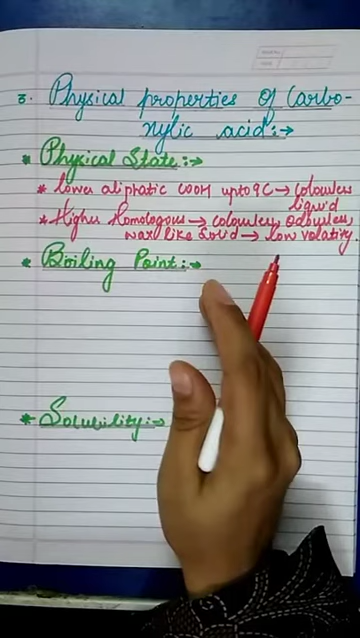 3. Physical properties of Carbo-
xylic acid:→
* Physical State:→
* lower aliphatic COOH upto 9C → colourless
liquid
* Higher Homologous → colourless, odourless,
wax like solid → low volatity.
* Boiling Point:→
* Solubility:→